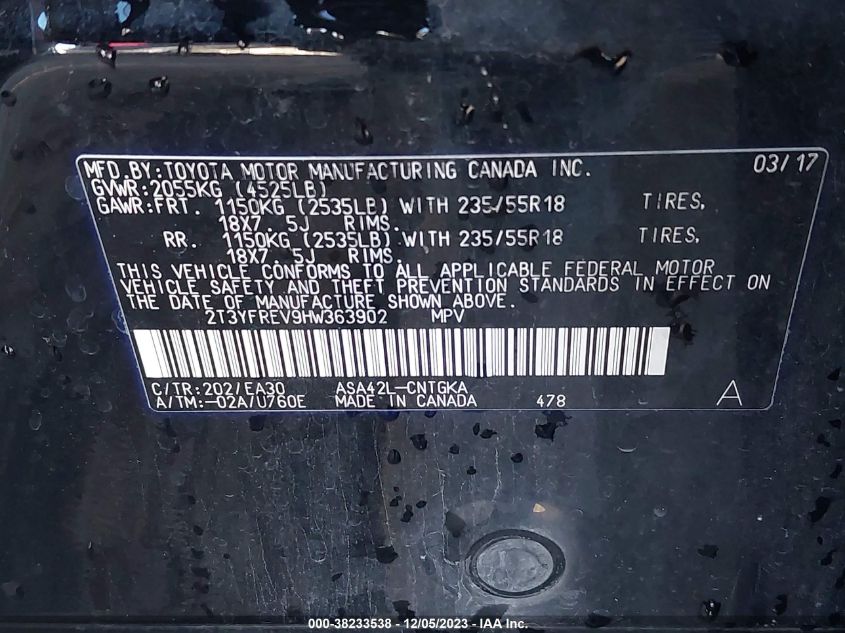 MFD.BY:TOYOTA MOTOR MANUFACTURING CANADA INC. 03/17
GVWR:2055KG (4525LB)
GAWR:FRT. 1150KG (2535LB) WITH 235/55R18 TIRES,
18X7.5J RIMS.
RR. 1150KG (2535LB) WITH 235/55R18 TIRES,
18X7.5J RIMS.
THIS VEHICLE CONFORMS TO ALL APPLICABLE FEDERAL MOTOR
VEHICLE SAFETY AND THEFT PREVENTION STANDARDS IN EFFECT ON
THE DATE OF MANUFACTURE SHOWN ABOVE.
2T3YFREV9HW363902 MPV
C/TR:202/EA30 ASA42L-CNTGKA
A/TM:-02A/U760E MADE IN CANADA 478 A
000-38233538 - 12/05/2023 - IAA Inc.